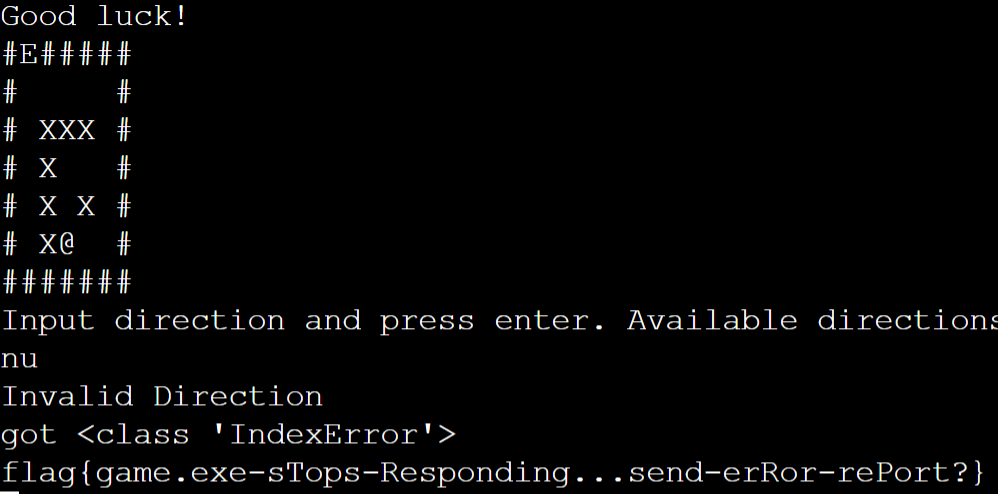 Good luck!
#E#####
#     #
# XXX #
# X   #
# X X #
# X@  #
#######
Input direction and press enter. Available directions
nu
Invalid Direction
got <class 'IndexError'>
flag{game.exe-sTops-Responding...send-erRor-rePort?}